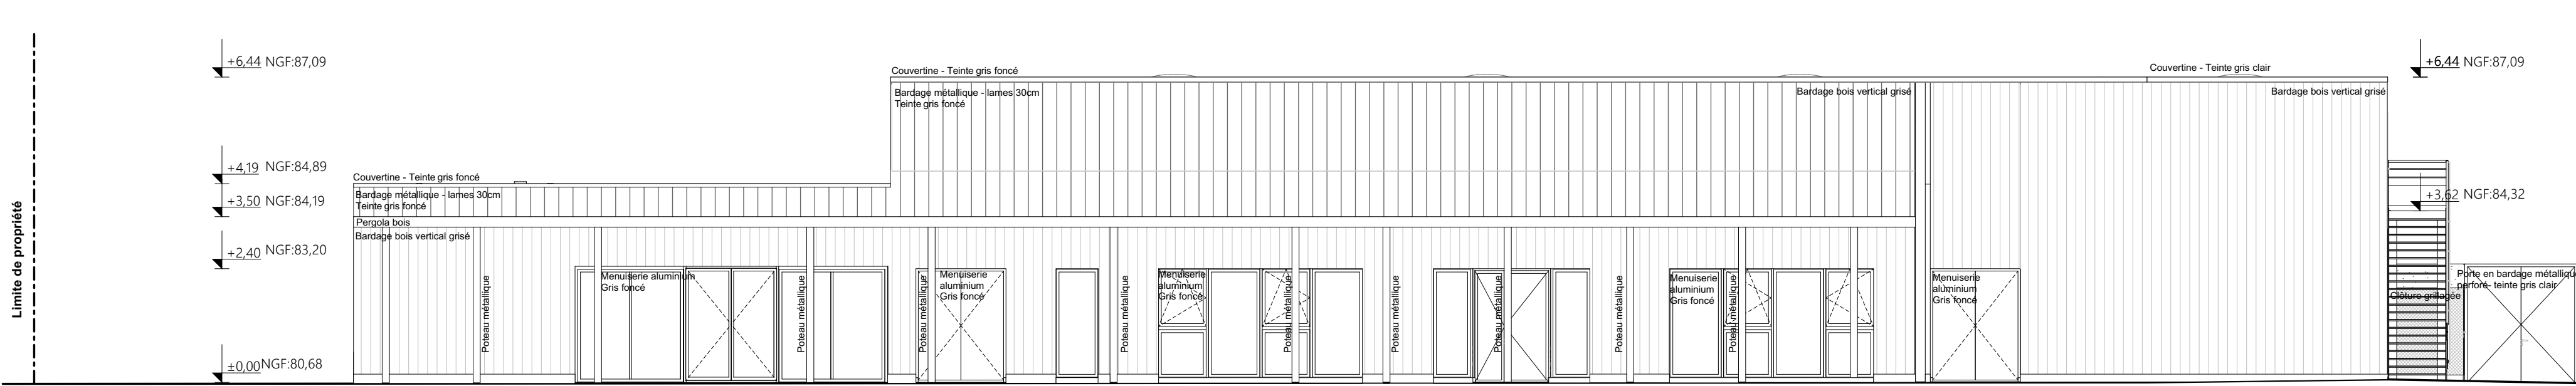 Limite de propriété
+6,44 NGF:87,09
+4,19 NGF:84,89
+3,50 NGF:84,19
+2,40 NGF:83,20
±0,00 NGF:80,68
Couvertine - Teinte gris foncé
Bardage métallique - lames 30cm
Teinte gris foncé
Pergola bois
Bardage bois vertical grisé
Couvertine - Teinte gris foncé
Bardage métallique - lames 30cm
Teinte gris foncé
Bardage bois vertical grisé
Couvertine - Teinte gris clair
Bardage bois vertical grisé
+6,44 NGF:87,09
+3,62 NGF:84,32
Poteau métallique
Menuiserie aluminium
Gris foncé
Poteau métallique
Poteau métallique
Menuiserie
aluminium
Gris foncé
Poteau métallique
Menuiserie
aluminium
Gris foncé
Poteau métallique
Poteau métallique
Poteau métallique
Poteau métallique
Menuiserie
aluminium
Gris foncé
Poteau métallique
Menuiserie
aluminium
Gris foncé
Clôture grillagée
Porte en bardage métallique
perforé- teinte gris clair